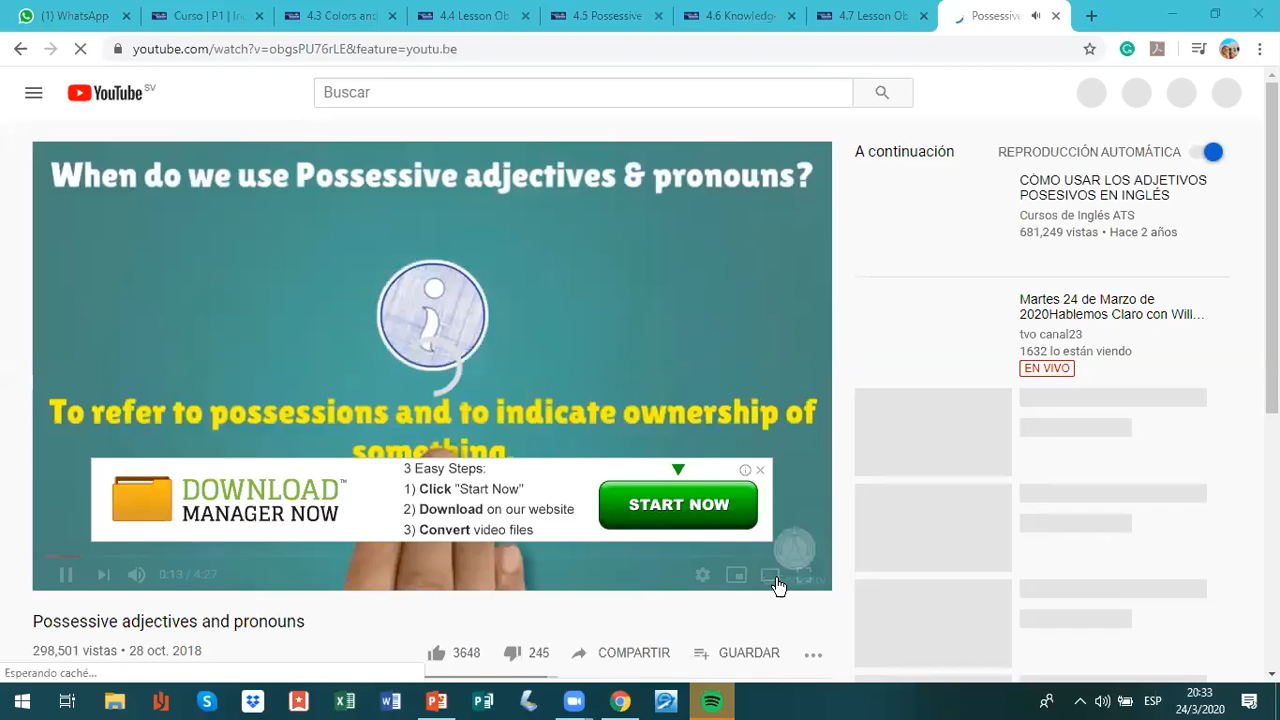 (1) WhatsApp
Curso | P1 | In
4.3 Colors and
4.4 Lesson Ob
4.5 Possessive
4.6 Knowledg
4.7 Lesson Ob
Possessive
youtube.com/watch?v=obgsPU76rLE&feature=youtu.be
YouTube SV
Buscar
When do we use Possessive adjectives & pronouns?
To refer to possessions and to indicate ownership of
something.
DOWNLOAD™
MANAGER NOW
3 Easy Steps:
1) Click "Start Now"
2) Download on our website
3) Convert video files
START NOW
0:13 / 4:27
Possessive adjectives and pronouns
298,501 vistas • 28 oct. 2018
3648
245
COMPARTIR
GUARDAR
Esperando caché...
A continuación
REPRODUCCIÓN AUTOMÁTICA
CÓMO USAR LOS ADJETIVOS
POSESIVOS EN INGLÉS
Cursos de Inglés ATS
681,249 vistas • Hace 2 años
Martes 24 de Marzo de
2020Hablemos Claro con Will...
tvo canal23
1632 lo están viendo
EN VIVO
ESP
20:33
24/3/2020